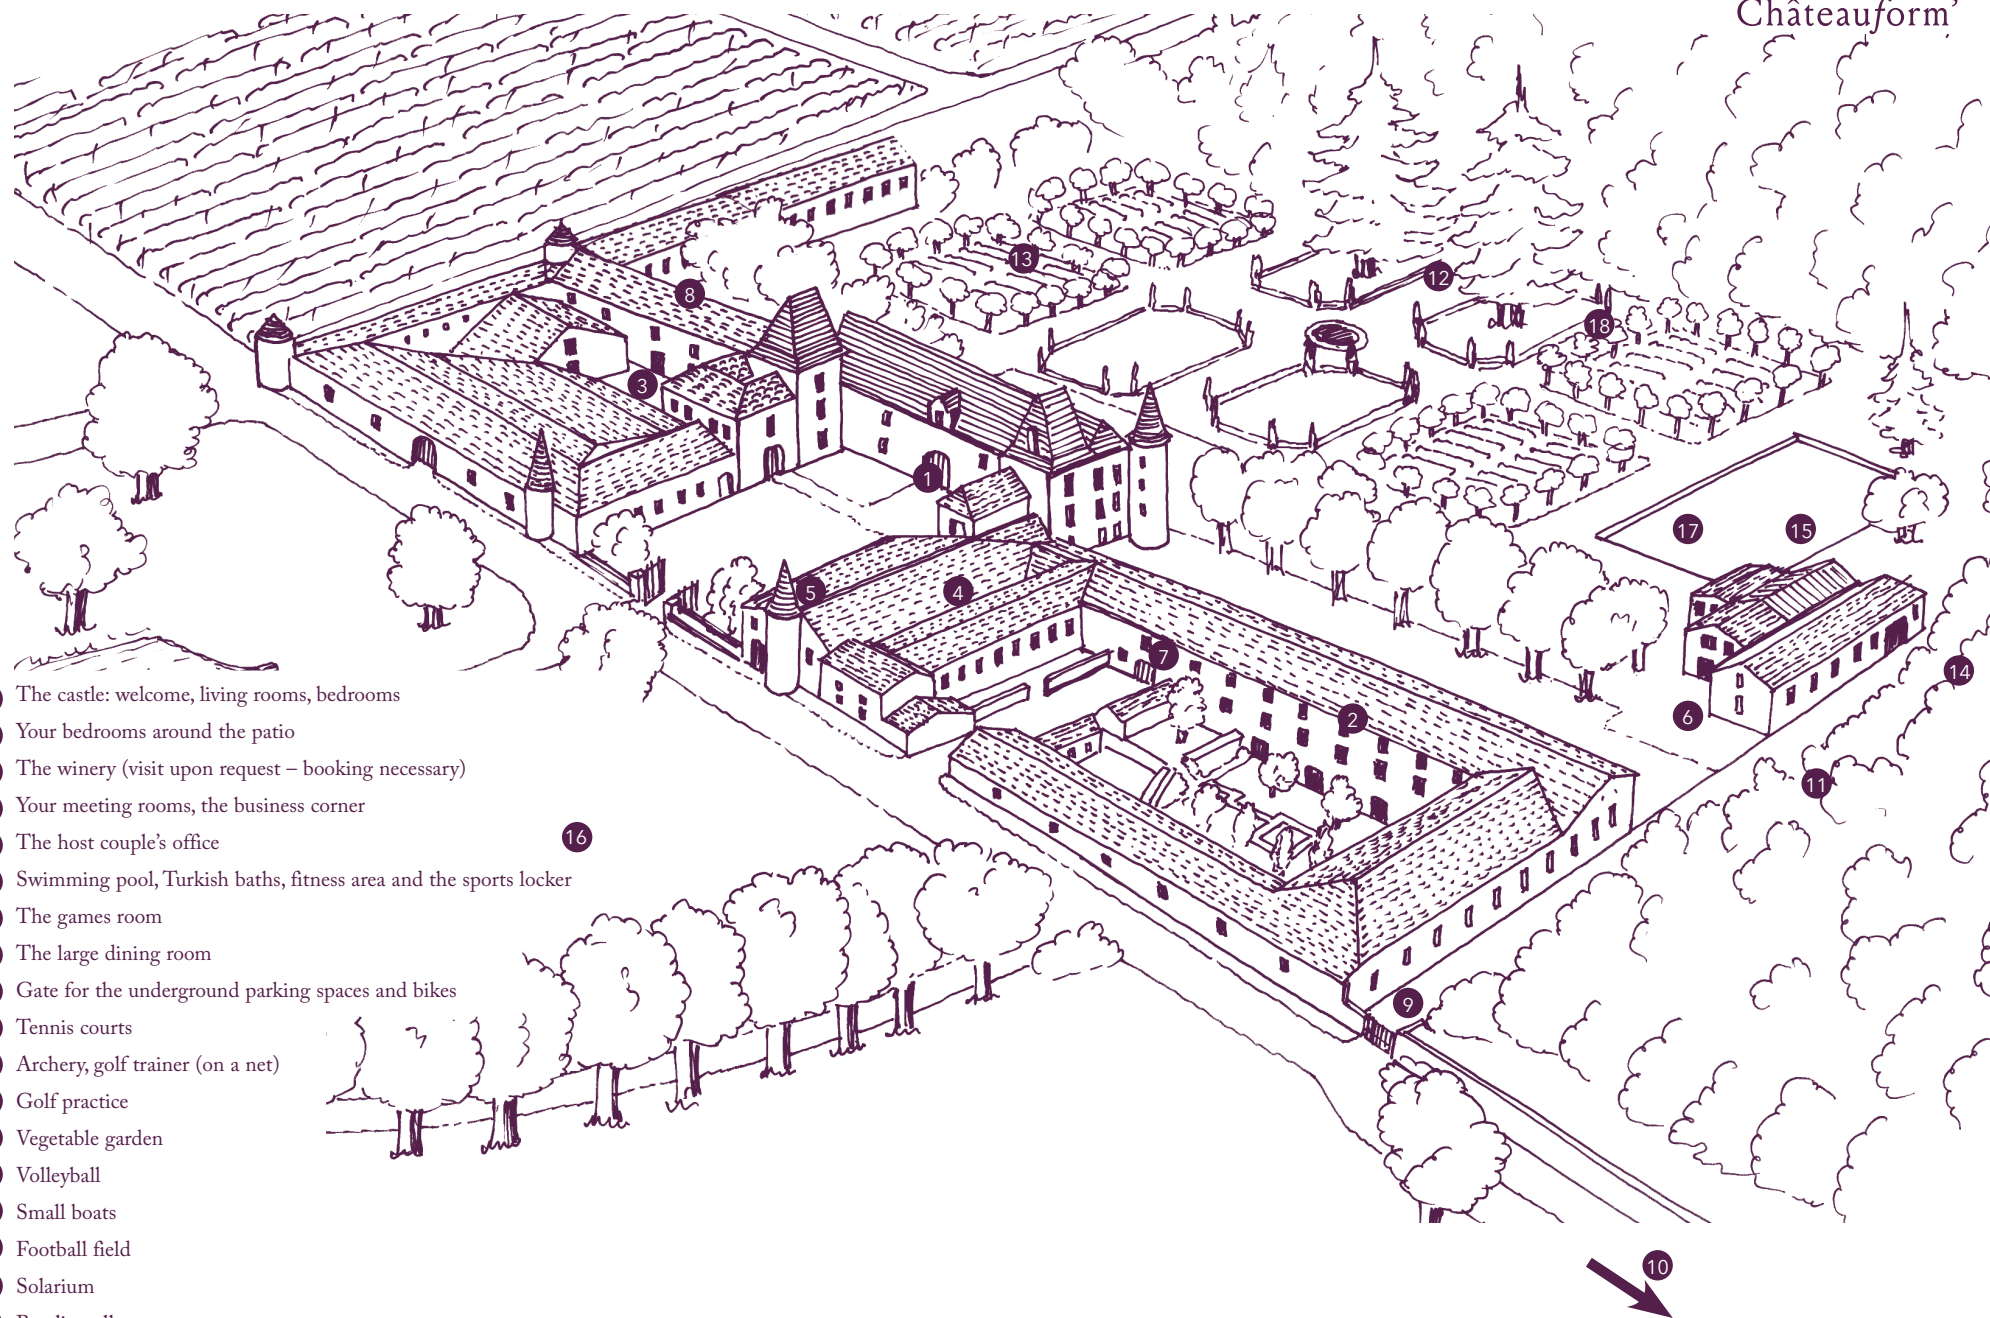 Châteauform'
13
12
8
18
3
1
17
15
5
4
7
14
2
6
11
16
9
10
The castle: welcome, living rooms, bedrooms
Your bedrooms around the patio
The winery (visit upon request – booking necessary)
Your meeting rooms, the business corner
The host couple's office
Swimming pool, Turkish baths, fitness area and the sports locker
The games room
The large dining room
Gate for the underground parking spaces and bikes
Tennis courts
Archery, golf trainer (on a net)
Golf practice
Vegetable garden
Volleyball
Small boats
Football field
Solarium